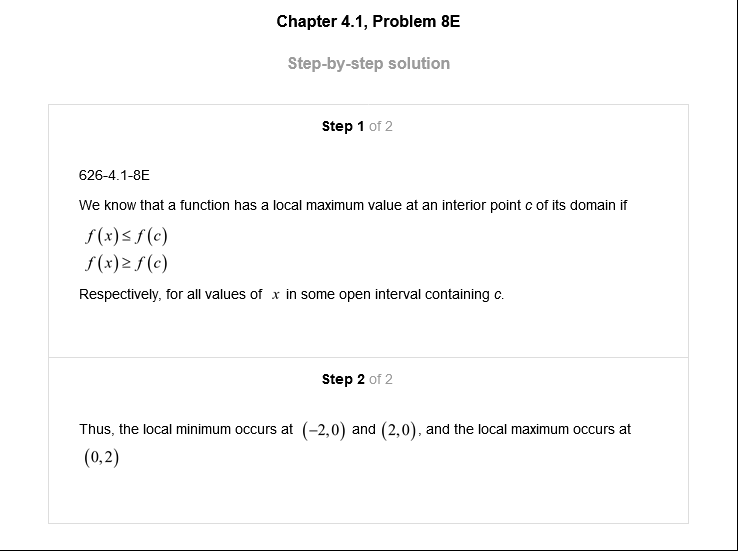 Chapter 4.1, Problem 8E
Step-by-step solution
Step 1 of 2
626-4.1-8E
We know that a function has a local maximum value at an interior point c of its domain if
f(x) ≤ f(c)
f(x) ≥ f(c)
Respectively, for all values of x in some open interval containing c.
Step 2 of 2
Thus, the local minimum occurs at (−2,0) and (2,0), and the local maximum occurs at
(0,2)